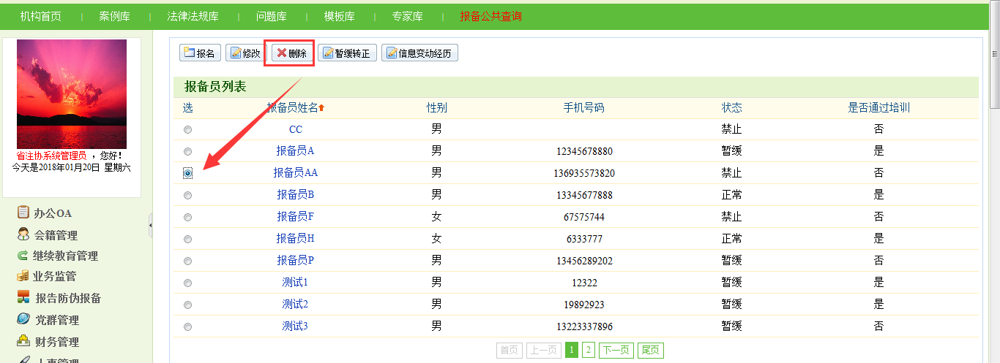 机构首页 | 案例库 | 法律法规库 | 问题库 | 模板库 | 专家库 | 报备公共查询
省注协系统管理员 ，您好！
今天是2018年01月20日 星期六
办公OA
会籍管理
继续教育管理
业务监管
报告防伪报备
党群管理
财务管理
人事管理
报名 修改 删除 暂缓转正 信息变动经历
报备员列表
选 报备员姓名 性别 手机号码 状态 是否通过培训
CC 男 禁止 否
报备员A 男 12345678880 暂缓 是
报备员AA 男 136935573820 禁止 否
报备员B 男 13345677888 正常 是
报备员F 女 67575744 禁止 否
报备员H 女 6333777 正常 是
报备员P 男 13456289202 暂缓 否
测试1 男 12322 暂缓 是
测试2 男 19892923 暂缓 是
测试3 男 13223337896 暂缓 否
首页 上一页 1 2 下一页 尾页